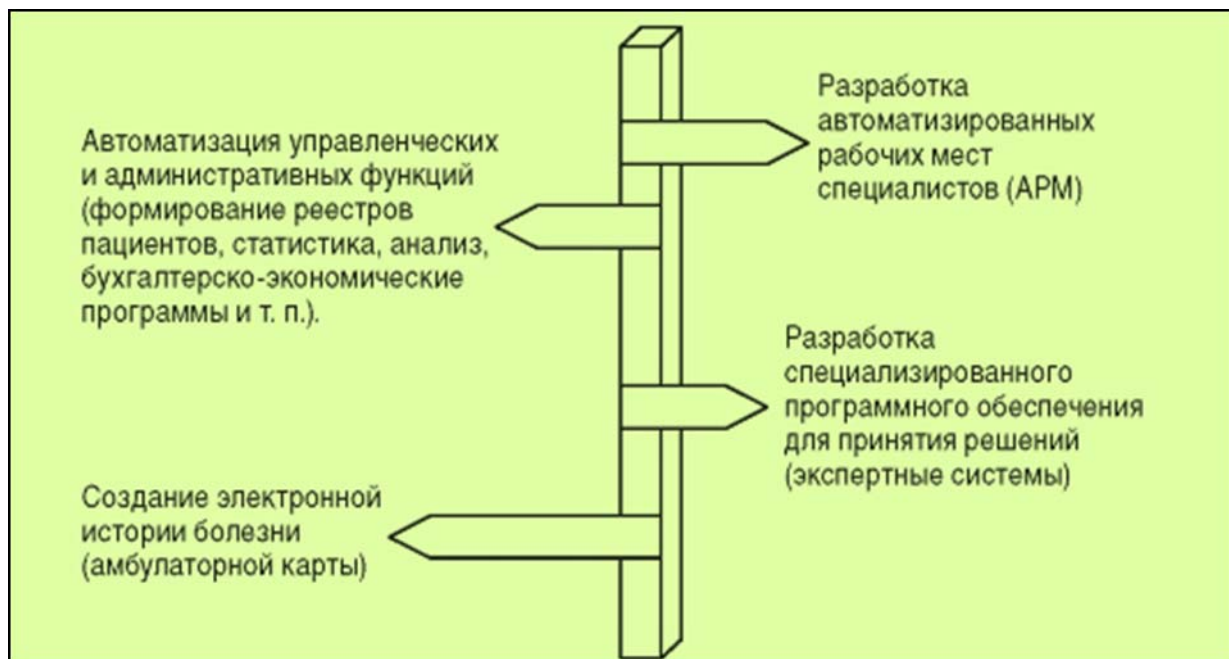 Разработка
автоматизированных
рабочих мест
специалистов (АРМ)
Автоматизация управленческих
и административных функций
(формирование реестров
пациентов, статистика, анализ,
бухгалтерско-экономические
программы и т. п.).
Разработка
специализированного
программного обеспечения
для принятия решений
(экспертные системы)
Создание электронной
истории болезни
(амбулаторной карты)